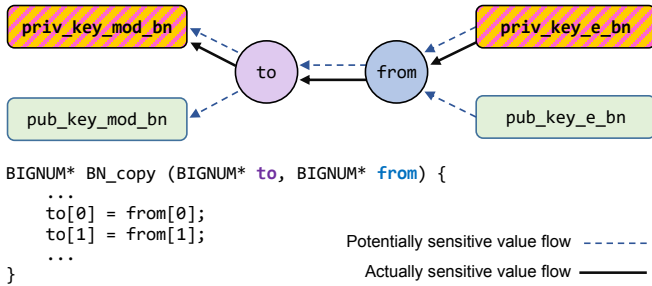 priv_key_mod_bn
priv_key_e_bn
to
from
pub_key_mod_bn
pub_key_e_bn
BIGNUM* BN_copy (BIGNUM* to, BIGNUM* from) {
...
to[0] = from[0];
to[1] = from[1];
...
}
Potentially sensitive value flow
Actually sensitive value flow